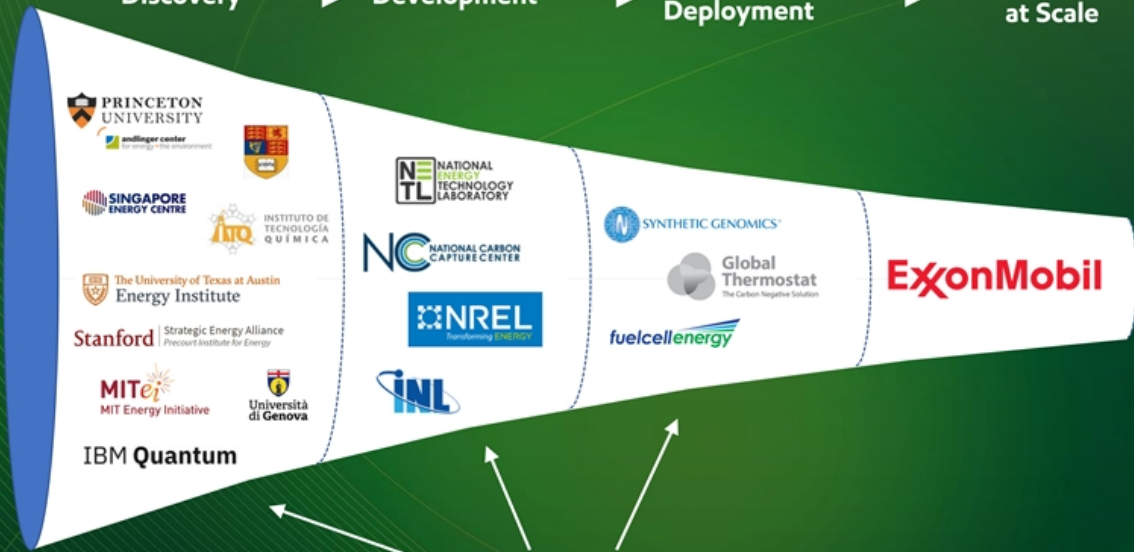 Discovery
Development
Deployment
at Scale
PRINCETON
UNIVERSITY
andlinger center
for energy+the environment
SINGAPORE
ENERGY CENTRE
iTQ
INSTITUTO DE
TECNOLOGÍA
QUÍMICA
The University of Texas at Austin
Energy Institute
Stanford
Strategic Energy Alliance
Precourt Institute for Energy
MITei
MIT Energy Initiative
Università
di Genova
IBM Quantum
NETL
NATIONAL
ENERGY
TECHNOLOGY
LABORATORY
NC
NATIONAL CARBON
CAPTURE CENTER
NREL
Transforming ENERGY
INL
SYNTHETIC GENOMICS
Global
Thermostat
The Carbon Negative Solution
fuelcellenergy
ExxonMobil